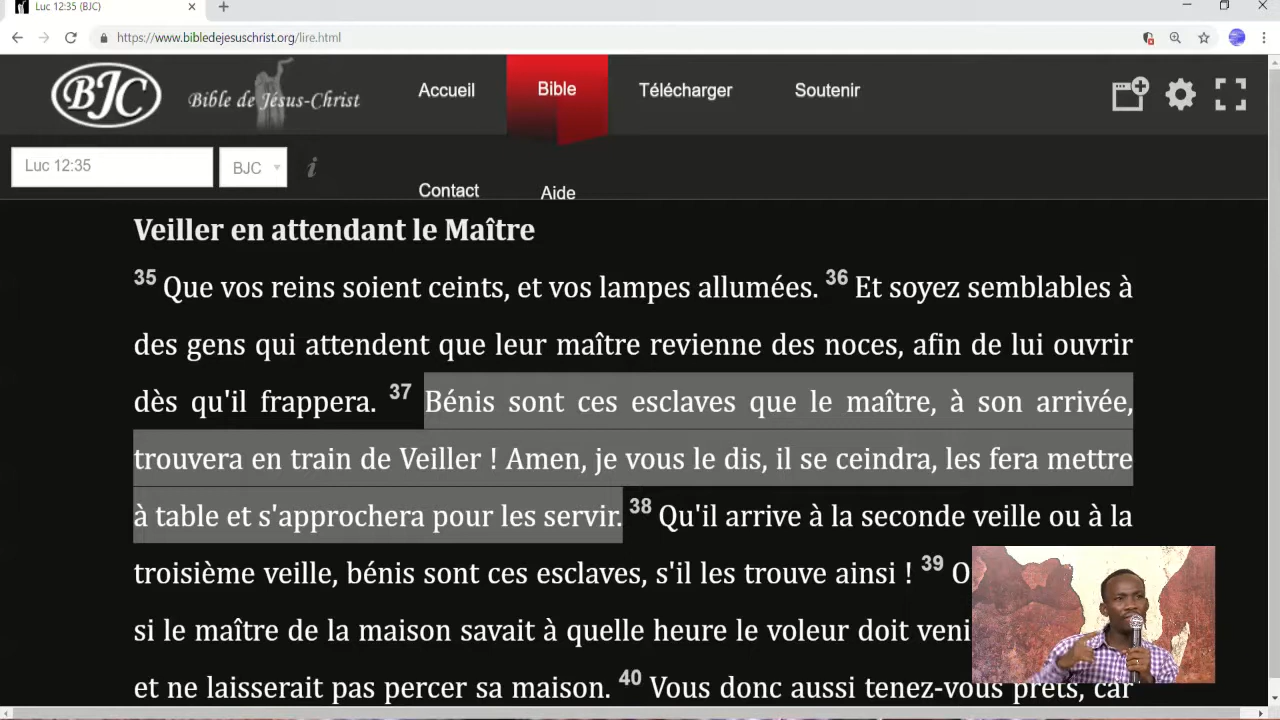 Luc 12:35 (BJC)
https://www.bibledejesuschrist.org/lire.html
BJC Bible de Jésus-Christ Accueil Bible Télécharger Soutenir
Luc 12:35 BJC i Contact Aide
Veiller en attendant le Maître
35 Que vos reins soient ceints, et vos lampes allumées. 36 Et soyez semblables à
des gens qui attendent que leur maître revienne des noces, afin de lui ouvrir
dès qu'il frappera. 37 Bénis sont ces esclaves que le maître, à son arrivée,
trouvera en train de Veiller ! Amen, je vous le dis, il se ceindra, les fera mettre
à table et s'approchera pour les servir. 38 Qu'il arrive à la seconde veille ou à la
troisième veille, bénis sont ces esclaves, s'il les trouve ainsi ! 39 O
si le maître de la maison savait à quelle heure le voleur doit veni
et ne laisserait pas percer sa maison. 40 Vous donc aussi tenez-vous prêts, car